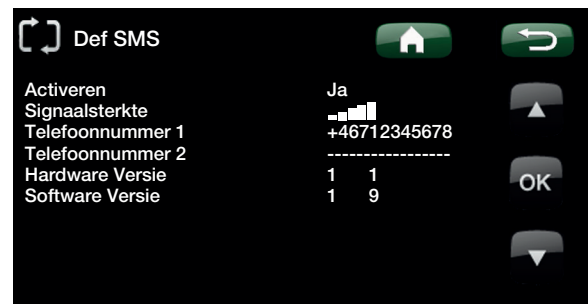 Def SMS
Activeren Ja
Signaalsterkte
Telefoonnummer 1 +46712345678
Telefoonnummer 2 -----------------
Hardware Versie 1 1
Software Versie 1 9
OK